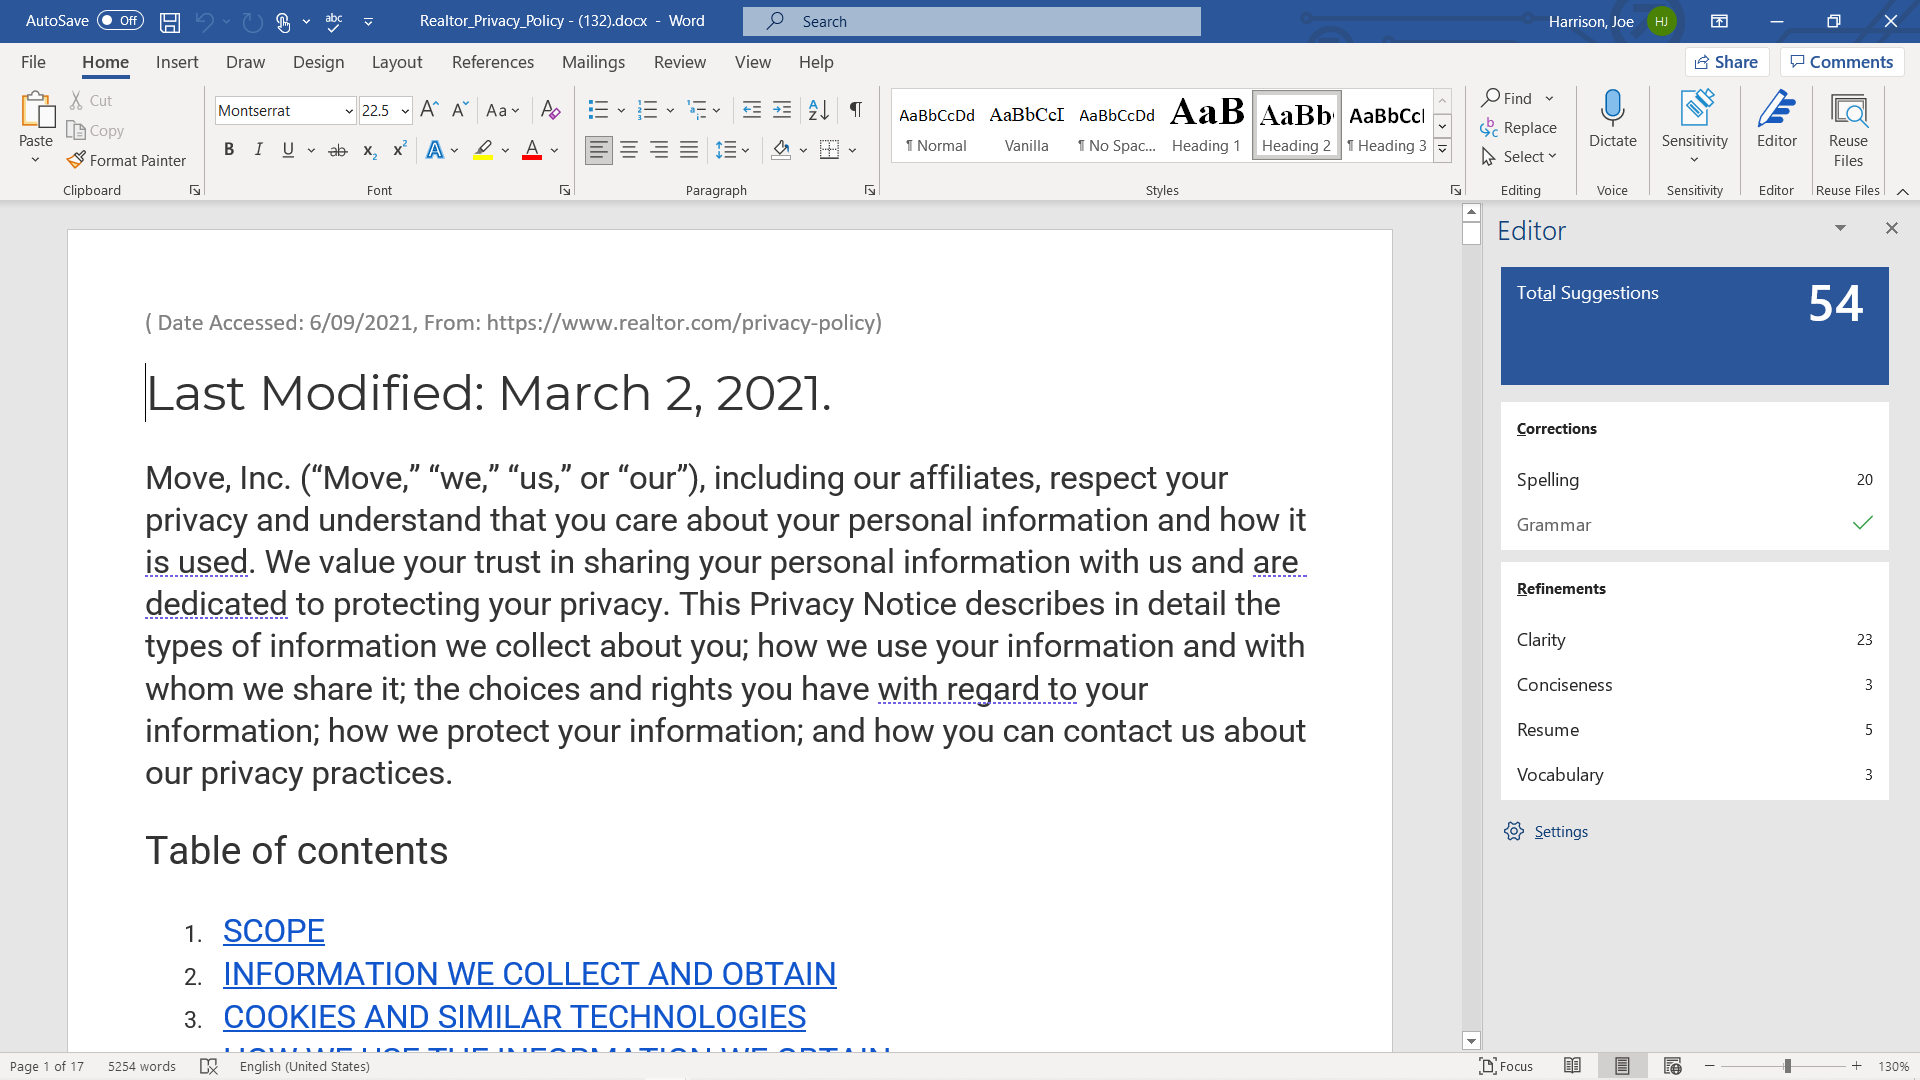 AutoSave Off abc Realtor_Privacy_Policy - (132).docx - Word Search Harrison, Joe HJ
File Home Insert Draw Design Layout References Mailings Review View Help Share Comments
Paste
Cut
Copy
Format Painter
Clipboard
Montserrat 22.5
Font
Paragraph
AaBbCcDd AaBbCcI AaBbCcDd AaB AaBb AaBbCc
¶ Normal Vanilla ¶ No Spac... Heading 1 Heading 2 ¶ Heading 3
Styles
Find
Replace
Select
Editing
Dictate
Voice
Sensitivity
Sensitivity
Editor
Editor
Reuse
Files
Reuse Files
( Date Accessed: 6/09/2021, From: https://www.realtor.com/privacy-policy)
Last Modified: March 2, 2021.
Move, Inc. (“Move,” “we,” “us,” or “our”), including our affiliates, respect your
privacy and understand that you care about your personal information and how it
is used. We value your trust in sharing your personal information with us and are
dedicated to protecting your privacy. This Privacy Notice describes in detail the
types of information we collect about you; how we use your information and with
whom we share it; the choices and rights you have with regard to your
information; how we protect your information; and how you can contact us about
our privacy practices.
Table of contents
1. SCOPE
2. INFORMATION WE COLLECT AND OBTAIN
3. COOKIES AND SIMILAR TECHNOLOGIES
HOW WE USE THE INFORMATION WE OBTAIN
Editor
Total Suggestions 54
Corrections
Spelling 20
Grammar
Refinements
Clarity 23
Conciseness 3
Resume 5
Vocabulary 3
Settings
Page 1 of 17 5254 words English (United States) Focus 130%